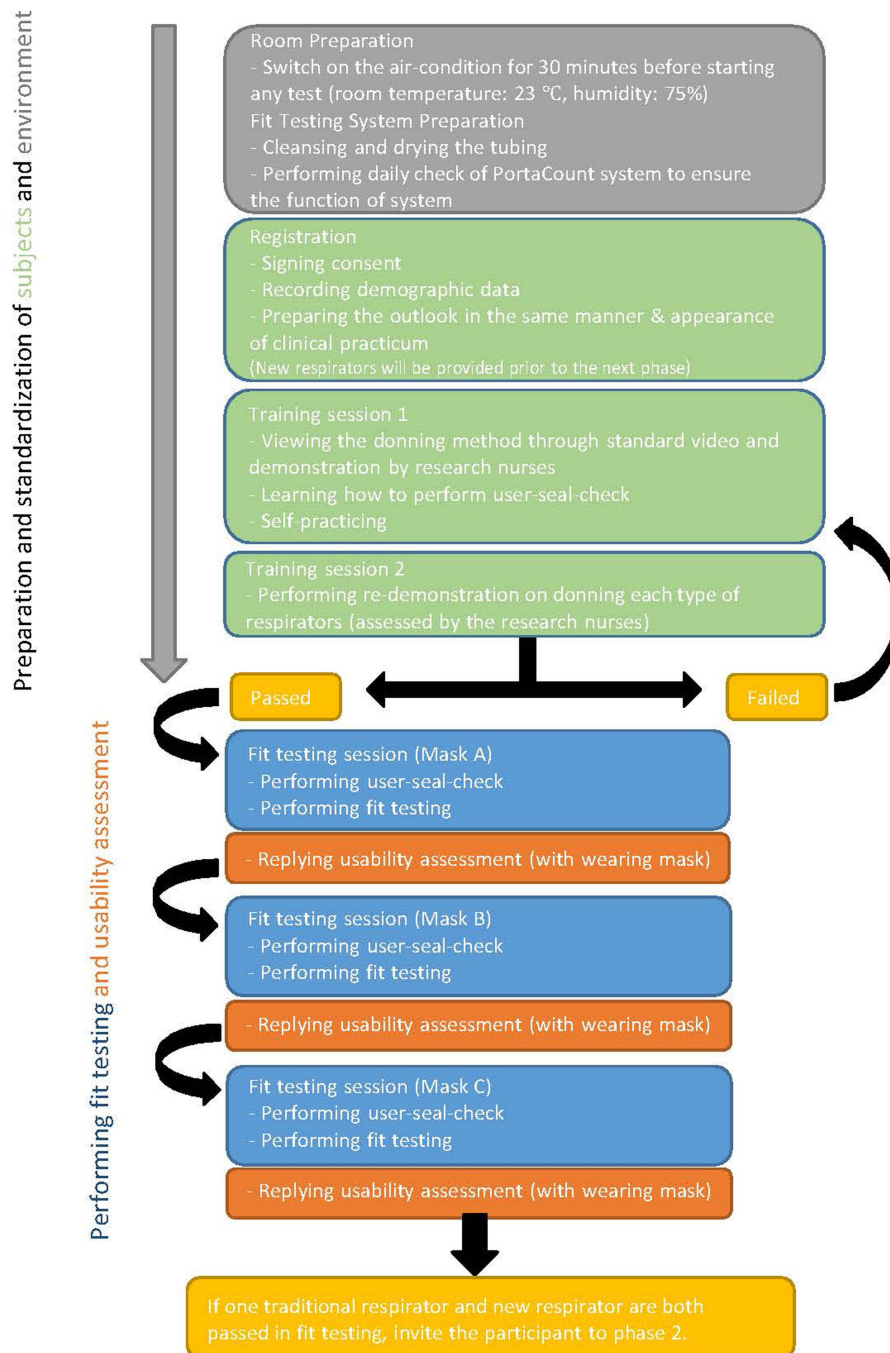 Preparation and standardization of subjects and environment
Room Preparation
- Switch on the air-condition for 30 minutes before starting
any test (room temperature: 23 ℃, humidity: 75%)
Fit Testing System Preparation
- Cleansing and drying the tubing
- Performing daily check of PortaCount system to ensure
the function of system
Registration
- Signing consent
- Recording demographic data
- Preparing the outlook in the same manner & appearance
of clinical practicum
(New respirators will be provided prior to the next phase)
Training session 1
- Viewing the donning method through standard video and
demonstration by research nurses
- Learning how to perform user-seal-check
- Self-practicing
Training session 2
- Performing re-demonstration on donning each type of
respirators (assessed by the research nurses)
Passed
Failed
Performing fit testing and usability assessment
Fit testing session (Mask A)
- Performing user-seal-check
- Performing fit testing
- Replying usability assessment (with wearing mask)
Fit testing session (Mask B)
- Performing user-seal-check
- Performing fit testing
- Replying usability assessment (with wearing mask)
Fit testing session (Mask C)
- Performing user-seal-check
- Performing fit testing
- Replying usability assessment (with wearing mask)
If one traditional respirator and new respirator are both
passed in fit testing, invite the participant to phase 2.